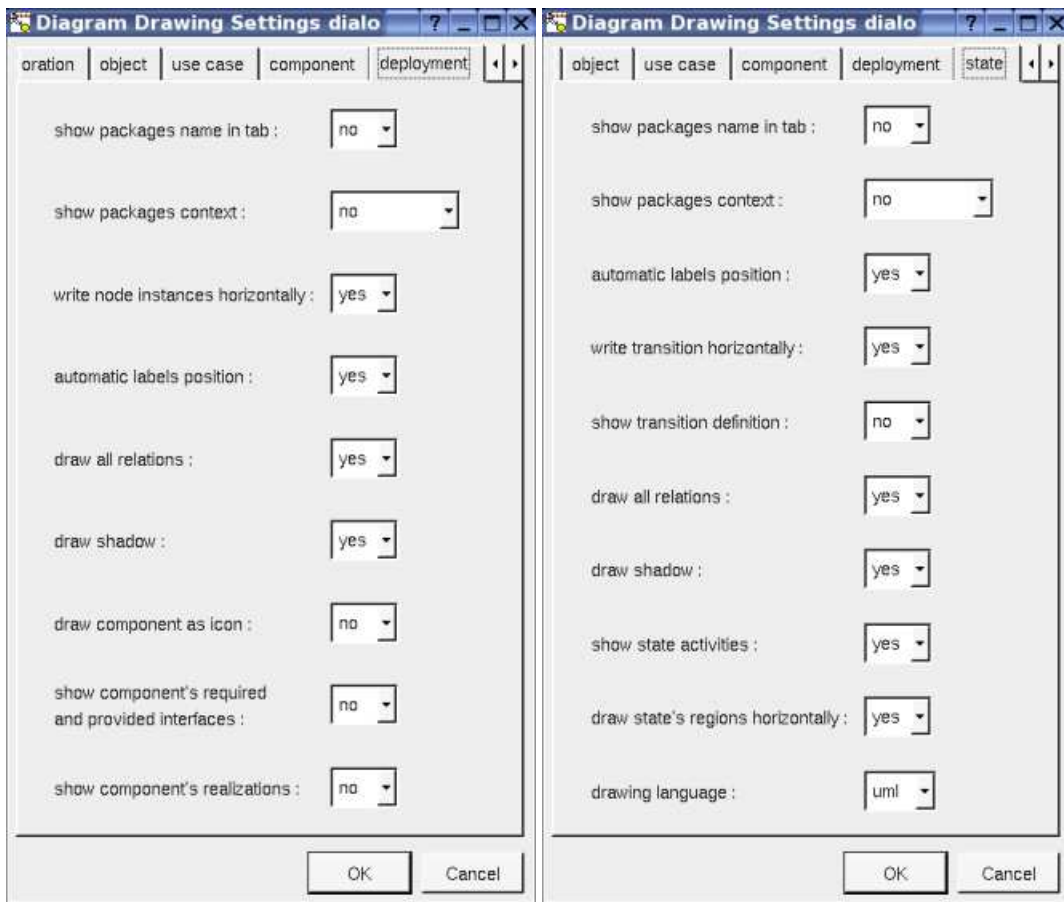 Diagram Drawing Settings dialo
oration object use case component deployment
show packages name in tab : no
show packages context : no
write node instances horizontally : yes
automatic labels position : yes
draw all relations : yes
draw shadow : yes
draw component as icon : no
show component's required
and provided interfaces : no
show component's realizations : no
OK Cancel
Diagram Drawing Settings dialo
object use case component deployment state
show packages name in tab : no
show packages context : no
automatic labels position : yes
write transition horizontally : yes
show transition definition : no
draw all relations : yes
draw shadow : yes
show state activities : yes
draw state's regions horizontally : yes
drawing language : uml
OK Cancel